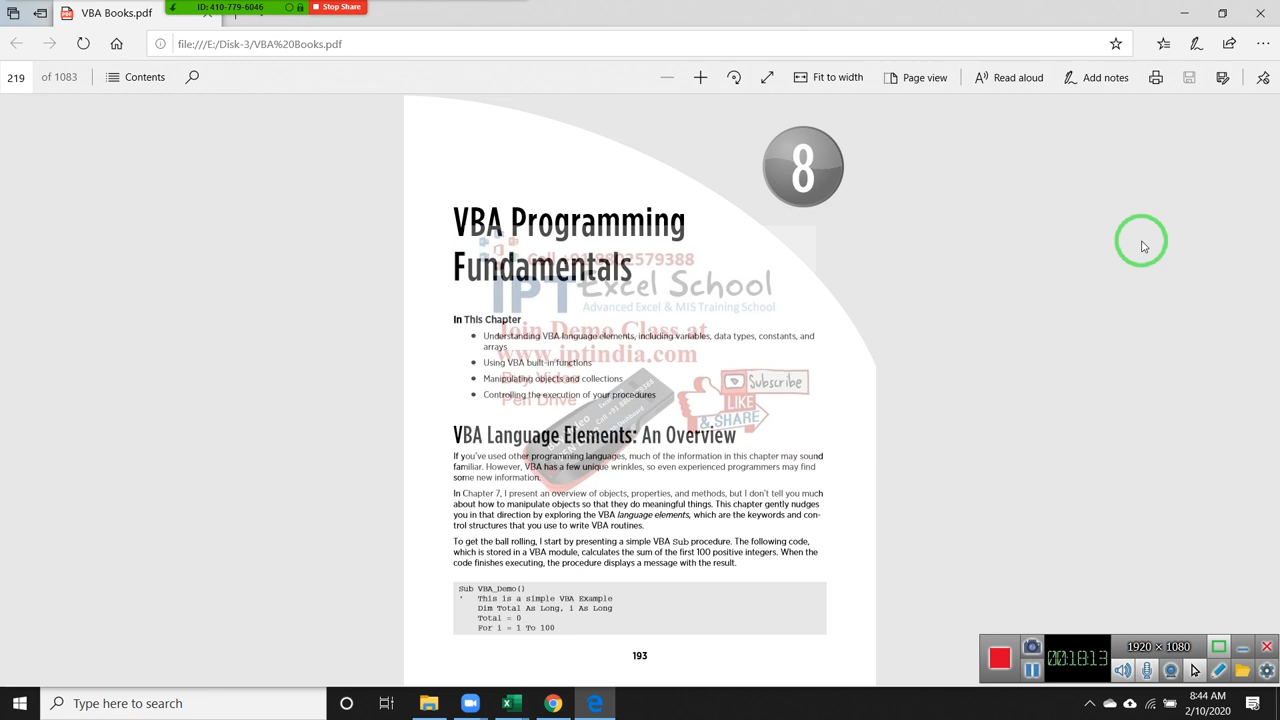 VBA Books.pdf
ID: 410-779-6046
Stop Share
file:///E:/Disk-3/VBA%20Books.pdf
219 of 1083
Contents
Fit to width
Page view
Read aloud
Add notes
8
VBA Programming
Fundamentals
Excel School
IPT
Advanced Excel & MIS Training School
In This Chapter
Join Demo Class at
Understanding VBA language elements, including variables, data types, constants, and
arrays
www.iptindia.com
Using VBA built-in functions
Manipulating objects and collections
Buy Video
Pen Drive
Controlling the execution of your procedures
Subscribe
LIKE
& SHARE
VBA Language Elements: An Overview
If you've used other programming languages, much of the information in this chapter may sound
familiar. However, VBA has a few unique wrinkles, so even experienced programmers may find
some new information.
In Chapter 7, I present an overview of objects, properties, and methods, but I don't tell you much
about how to manipulate objects so that they do meaningful things. This chapter gently nudges
you in that direction by exploring the VBA language elements, which are the keywords and con-
trol structures that you use to write VBA routines.
To get the ball rolling, I start by presenting a simple VBA Sub procedure. The following code,
which is stored in a VBA module, calculates the sum of the first 100 positive integers. When the
code finishes executing, the procedure displays a message with the result.
Sub VBA_Demo()
' This is a simple VBA Example
Dim Total As Long, i As Long
Total = 0
For i = 1 To 100
193
1920 × 1080
00:18:13
Type here to search
8:44 AM
2/10/2020